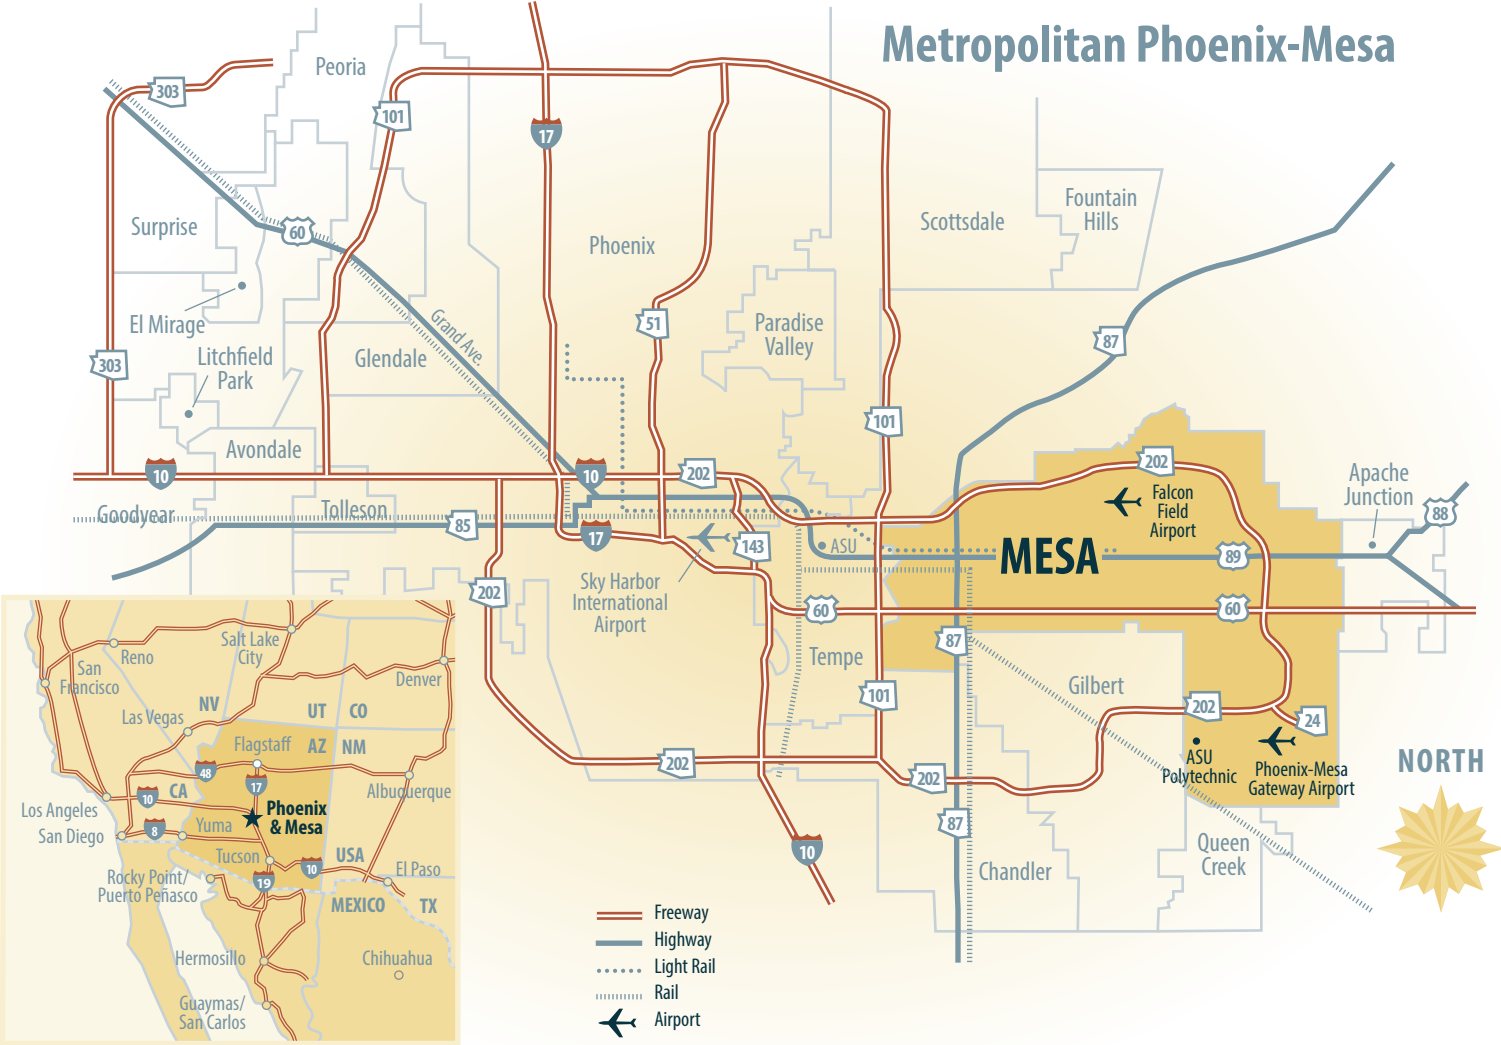 Metropolitan Phoenix-Mesa
Peoria
303
101
17
Surprise
60
Phoenix
Scottsdale
Fountain
Hills
El Mirage
Grand Ave.
51
Paradise
Valley
87
303
Litchfield
Park
Glendale
101
Avondale
10
10
202
202
Falcon
Field
Airport
Apache
Junction
88
Goodyear
Tolleson
85
17
143
ASU
MESA
89
202
Sky Harbor
International
Airport
60
60
87
Tempe
Gilbert
101
202
24
202
202
ASU
Polytechnic
Phoenix-Mesa
Gateway Airport
NORTH
87
10
Chandler
Queen
Creek
Salt Lake
City
Reno
San
Francisco
Denver
NV
UT
CO
Las Vegas
Flagstaff
AZ
NM
48
17
10
CA
Albuquerque
Los Angeles
Phoenix
& Mesa
San Diego
8
Yuma
Tucson
USA
10
El Paso
19
Rocky Point/
Puerto Peñasco
MEXICO
TX
Hermosillo
Chihuahua
Guaymas/
San Carlos
Freeway
Highway
Light Rail
Rail
Airport